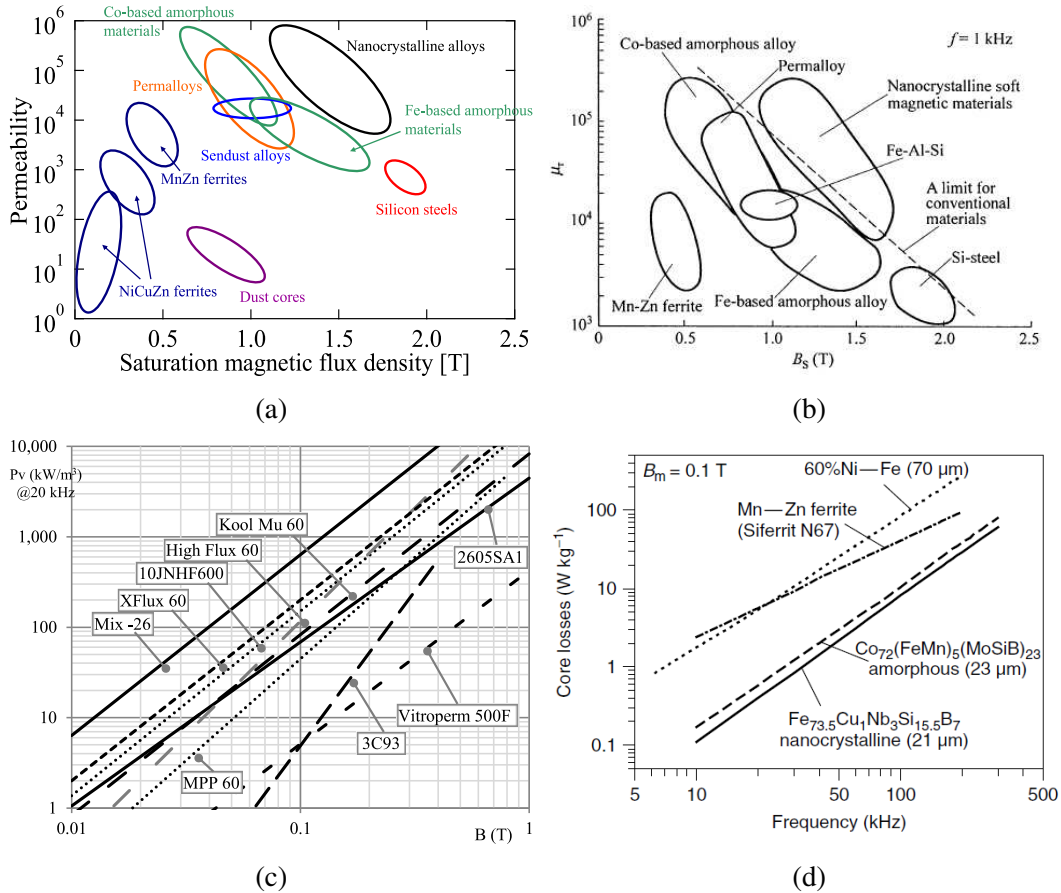 Co-based amorphous
materials
10^6
10^5
10^4
10^3
10^2
10^1
10^0
Permeability
Nanocrystalline alloys
Permalloys
Fe-based amorphous
materials
Sendust alloys
MnZn ferrites
Silicon steels
NiCuZn ferrites
Dust cores
0.5 1.0 1.5 2.0 2.5
Saturation magnetic flux density [T]
(a)
Co-based amorphous alloy
f = 1 kHz
Permalloy
Nanocrystalline soft
magnetic materials
10^6
10^5
10^4
10^3
μr
Fe-Al-Si
A limit for
conventional
materials
Si-steel
Mn-Zn ferrite
Fe-based amorphous alloy
0 0.5 1.0 1.5 2.0 2.5
Bs (T)
(b)
10,000
Pv (kW/m³)
@20 kHz
1,000
100
10
1
Kool Mu 60
High Flux 60
10JNHF600
XFlux 60
Mix -26
2605SA1
Vitroperm 500F
3C93
MPP 60
0.01 0.1 B (T) 1
(c)
Bm = 0.1 T
60%Ni—Fe (70 μm)
Mn—Zn ferrite
(Siferrit N67)
100
10
1
0.1
Core losses (W kg⁻¹)
Co72(FeMn)5(MoSiB)23
amorphous (23 μm)
Fe73.5Cu1Nb3Si15.5B7
nanocrystalline (21 μm)
5 10 50 100 500
Frequency (kHz)
(d)